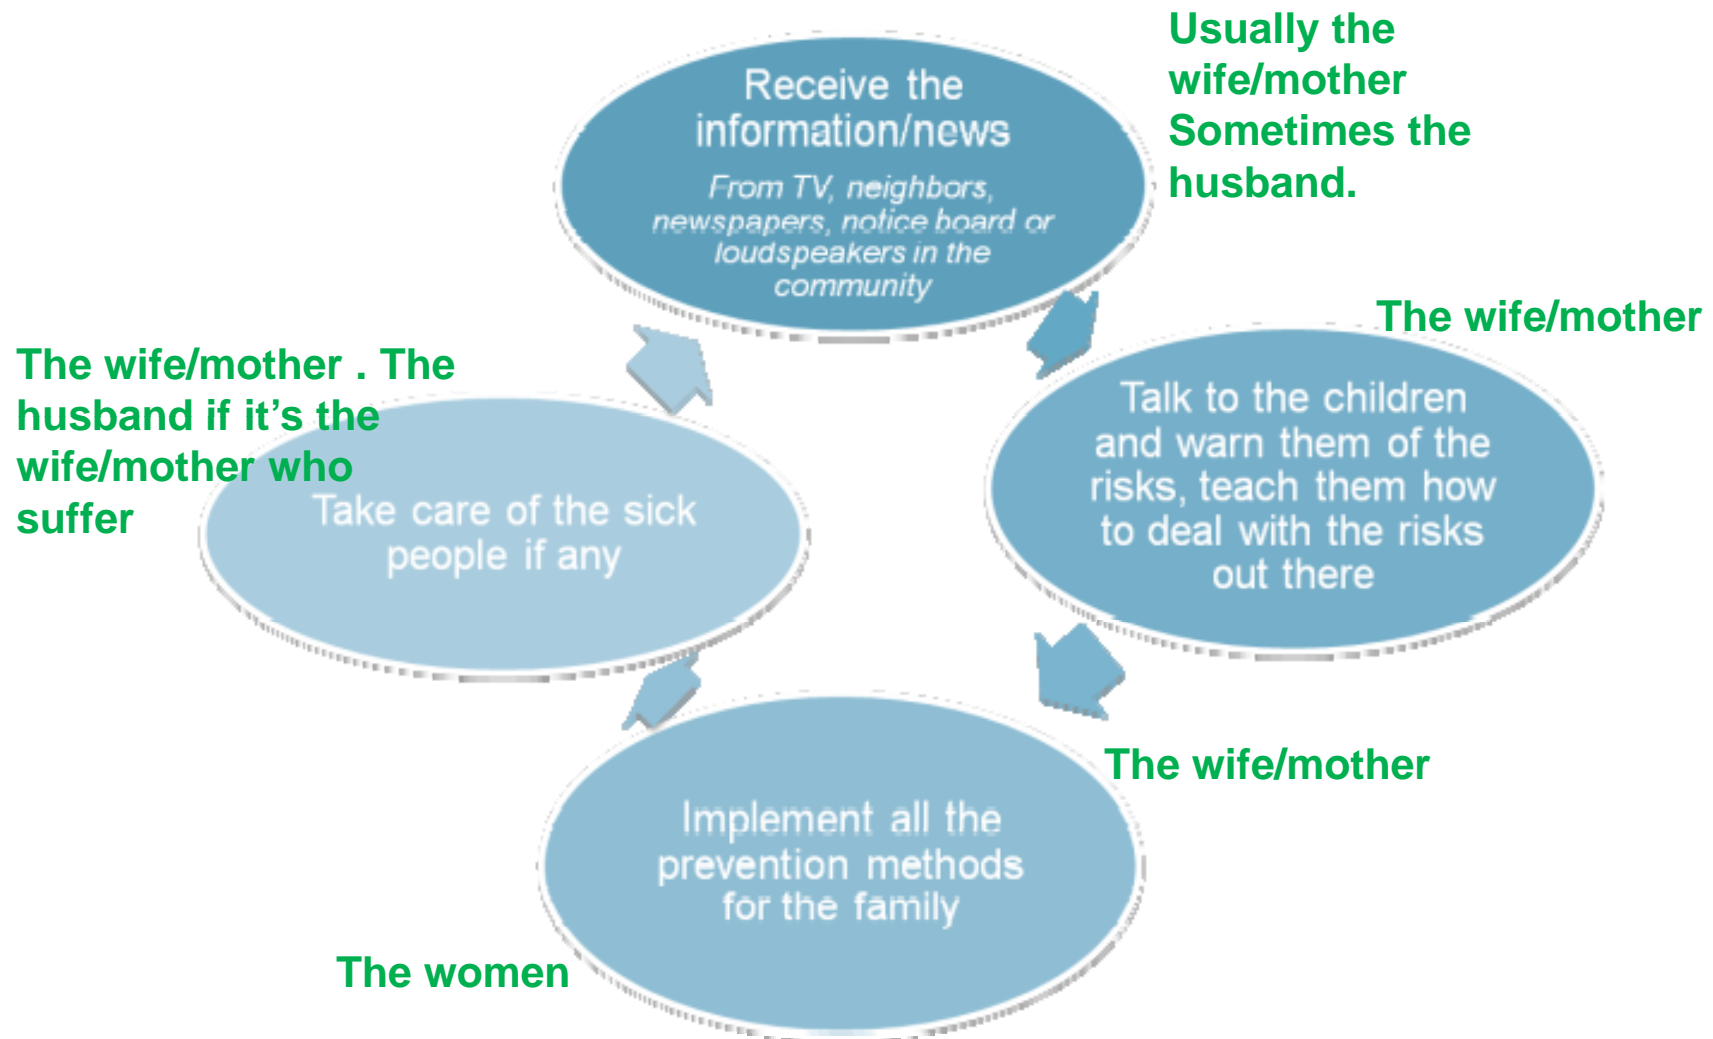 Usually the
wife/mother
Sometimes the
husband.
Receive the
information/news
From TV, neighbors,
newspapers, notice board or
loudspeakers in the
community
The wife/mother
Talk to the children
and warn them of the
risks, teach them how
to deal with the risks
out there
The wife/mother . The
husband if it’s the
wife/mother who
suffer
Take care of the sick
people if any
The wife/mother
Implement all the
prevention methods
for the family
The women